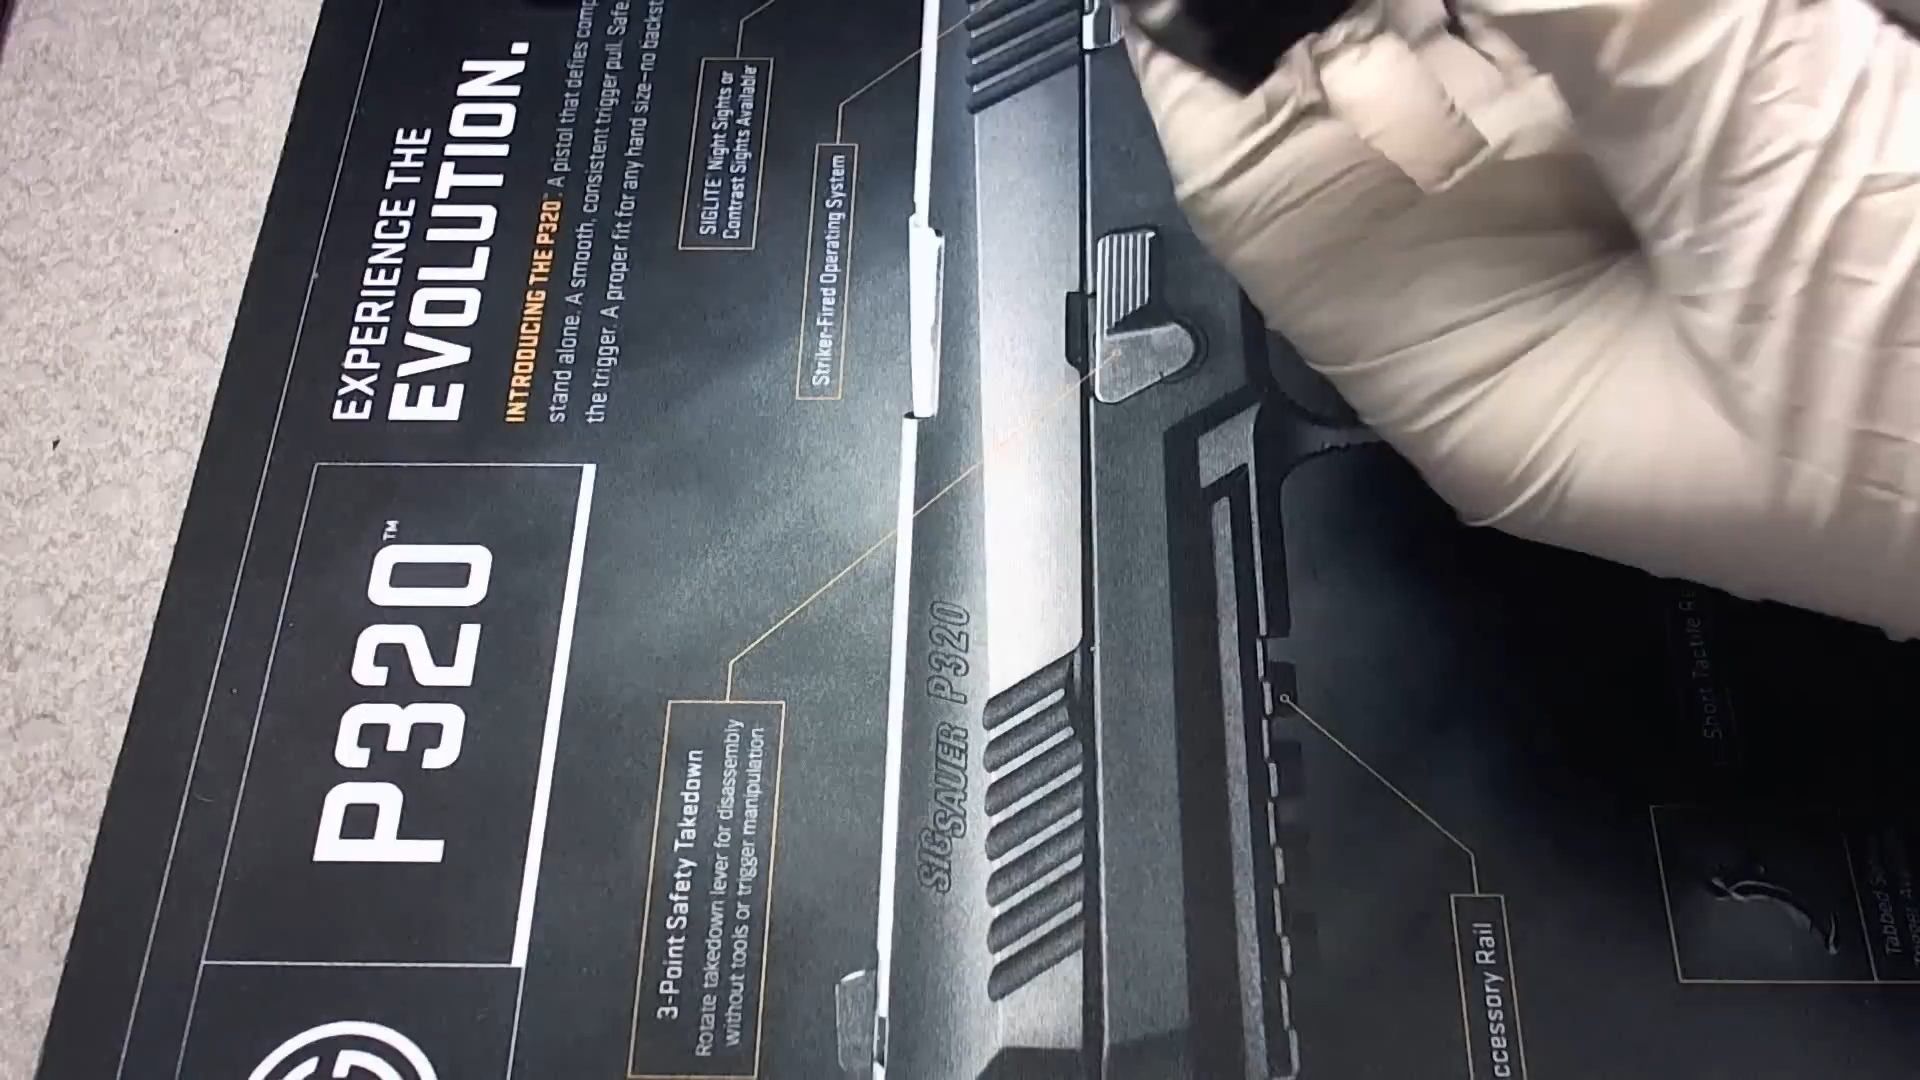 EXPERIENCE THE
EVOLUTION.
INTRODUCING THE P320™. A pistol that defies
stand alone. A smooth, consistent trigger pull. Safe
the trigger. A proper fit for any hand size–no
P320™
SIGLITE® Night Sights or
Contrast Sights Available
Striker-Fired Operating System
3-Point Safety Takedown
Rotate takedown lever for disassembly
without tools or trigger manipulation
SIG SAUER P320
ccessory Rail
Short Tactile
Tabbed